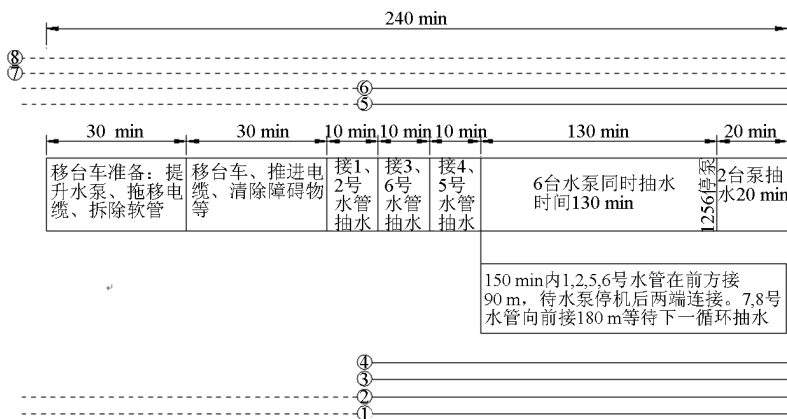 240 min
⑧
⑦
⑥
⑤
30 min
30 min
10 min
10 min
10 min
130 min
20 min
移台车准备：提
升水泵、拖移电
缆、拆除软管
移台车、推进电
缆、清除障碍物
等
接1、
2号
水管
抽水
接3、
6号
水管
抽水
接4、
5号
水管
抽水
6台水泵同时抽水
时间130 min
1256停泵
2台泵抽
水20 min
150 min内1,2,5,6号水管在前方接
90 m，待水泵停机后两端连接。7,8号
水管向前接180 m等待下一循环抽水
④
③
②
①